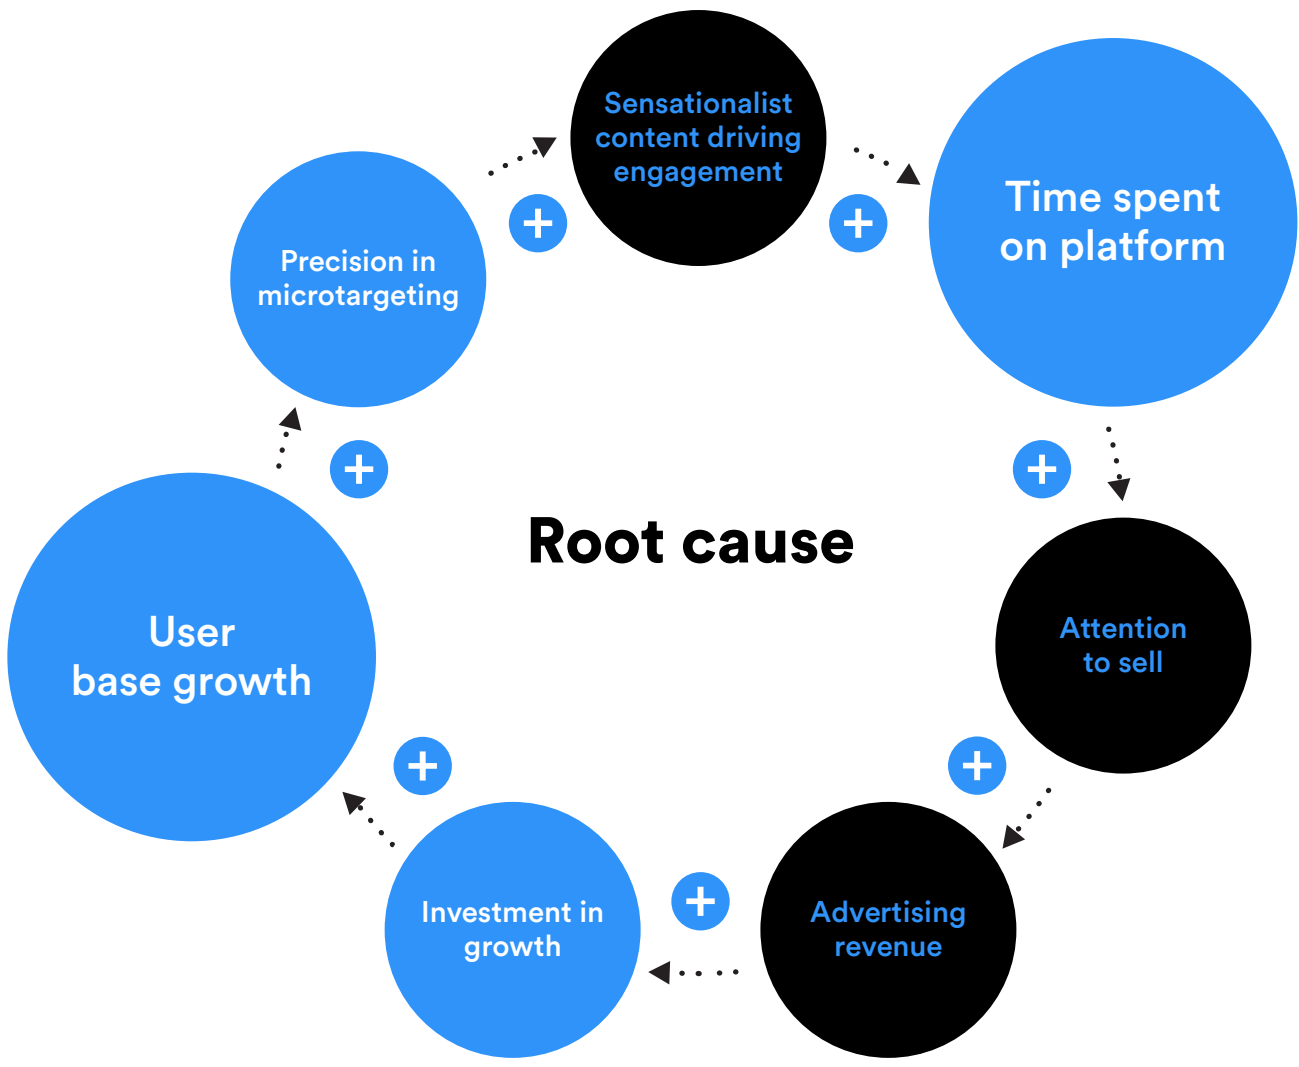 Sensationalist
content driving
engagement
Time spent
on platform
Precision in
microtargeting
+
+
+
+
Root cause
User
base growth
Attention
to sell
+
+
+
Investment in
growth
Advertising
revenue